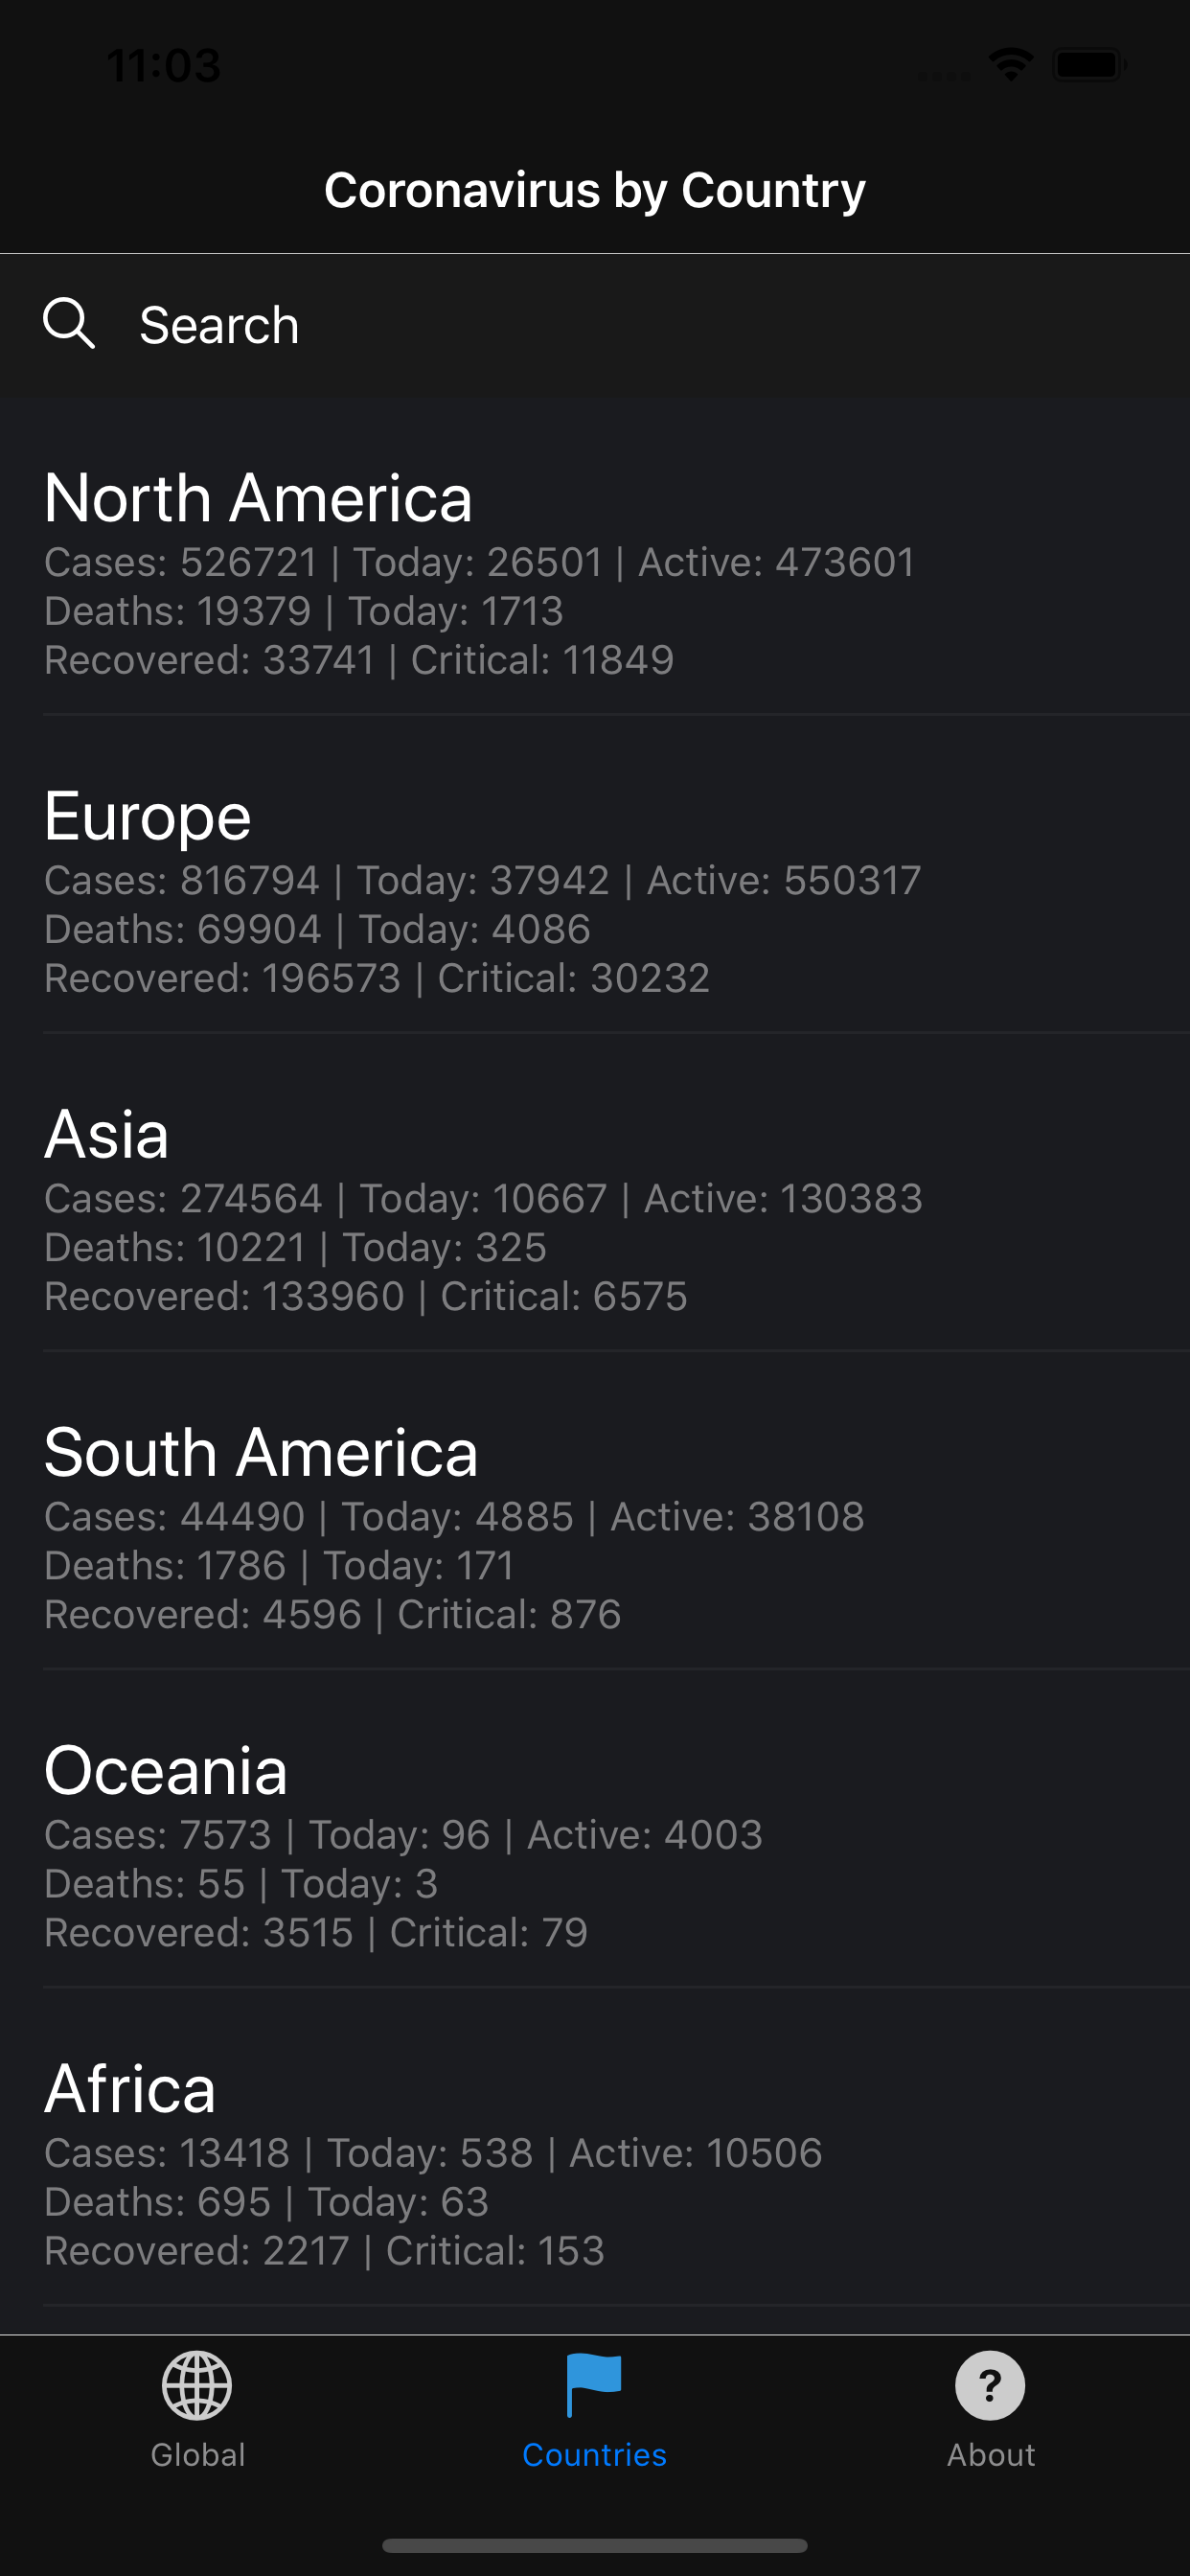 11:03
Coronavirus by Country
Search
North America
Cases: 526721 | Today: 26501 | Active: 473601
Deaths: 19379 | Today: 1713
Recovered: 33741 | Critical: 11849
Europe
Cases: 816794 | Today: 37942 | Active: 550317
Deaths: 69904 | Today: 4086
Recovered: 196573 | Critical: 30232
Asia
Cases: 274564 | Today: 10667 | Active: 130383
Deaths: 10221 | Today: 325
Recovered: 133960 | Critical: 6575
South America
Cases: 44490 | Today: 4885 | Active: 38108
Deaths: 1786 | Today: 171
Recovered: 4596 | Critical: 876
Oceania
Cases: 7573 | Today: 96 | Active: 4003
Deaths: 55 | Today: 3
Recovered: 3515 | Critical: 79
Africa
Cases: 13418 | Today: 538 | Active: 10506
Deaths: 695 | Today: 63
Recovered: 2217 | Critical: 153
?
Global Countries About